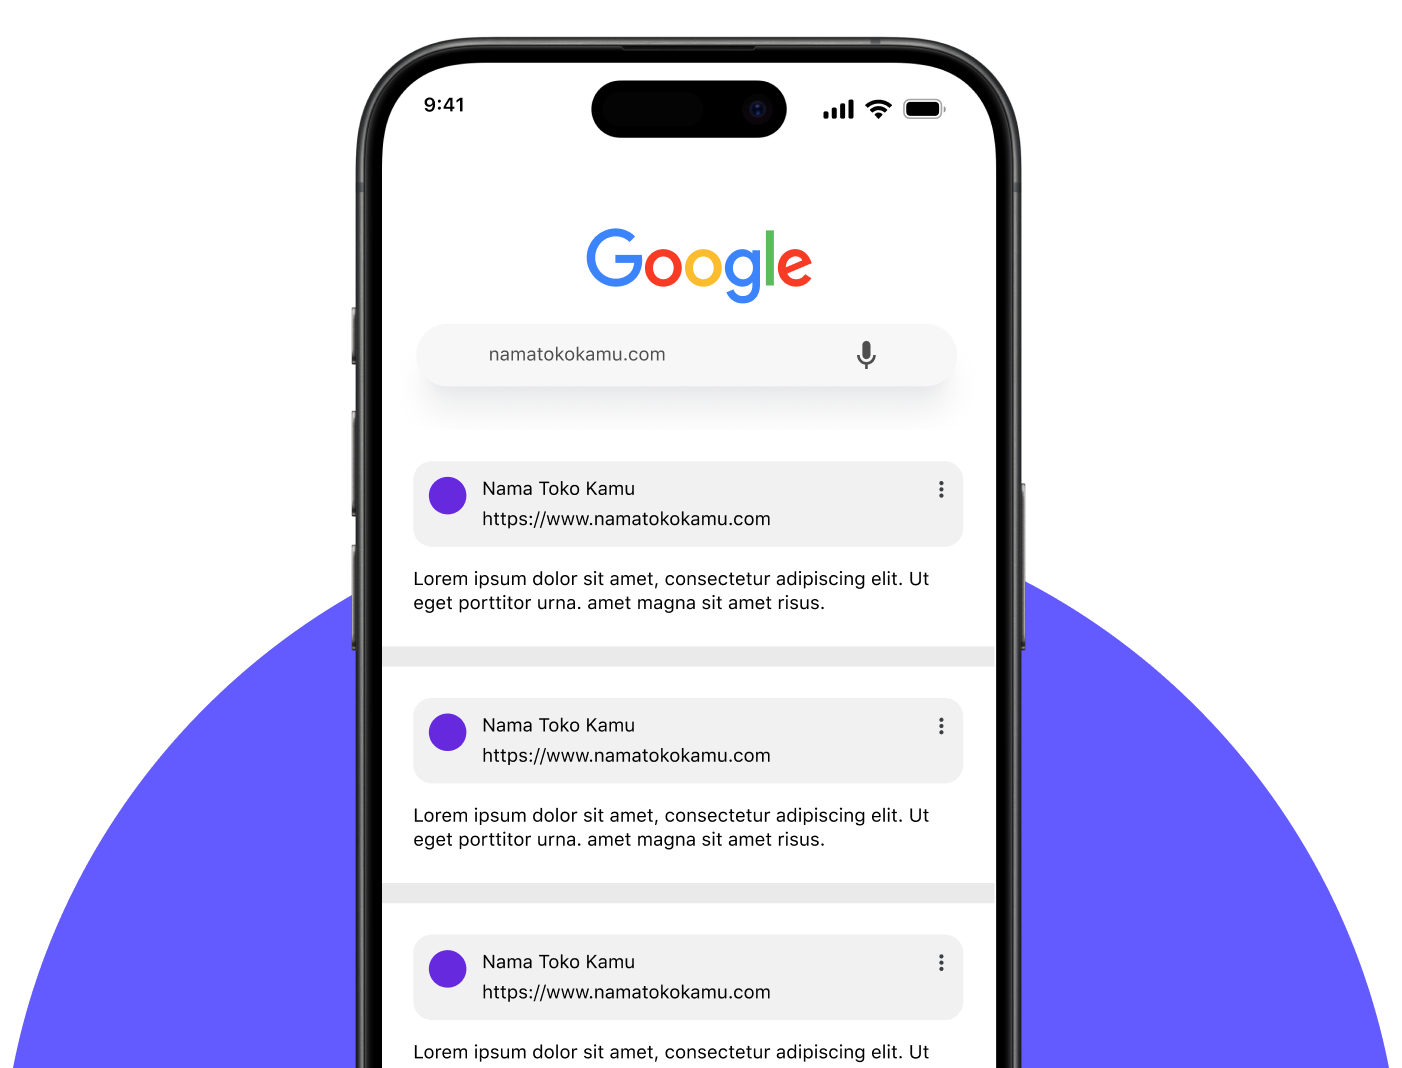 9:41
Google
namatokokamu.com
Nama Toko Kamu
https://www.namatokokamu.com
Lorem ipsum dolor sit amet, consectetur adipiscing elit. Ut
eget porttitor urna. amet magna sit amet risus.
Nama Toko Kamu
https://www.namatokokamu.com
Lorem ipsum dolor sit amet, consectetur adipiscing elit. Ut
eget porttitor urna. amet magna sit amet risus.
Nama Toko Kamu
https://www.namatokokamu.com
Lorem ipsum dolor sit amet, consectetur adipiscing elit. Ut